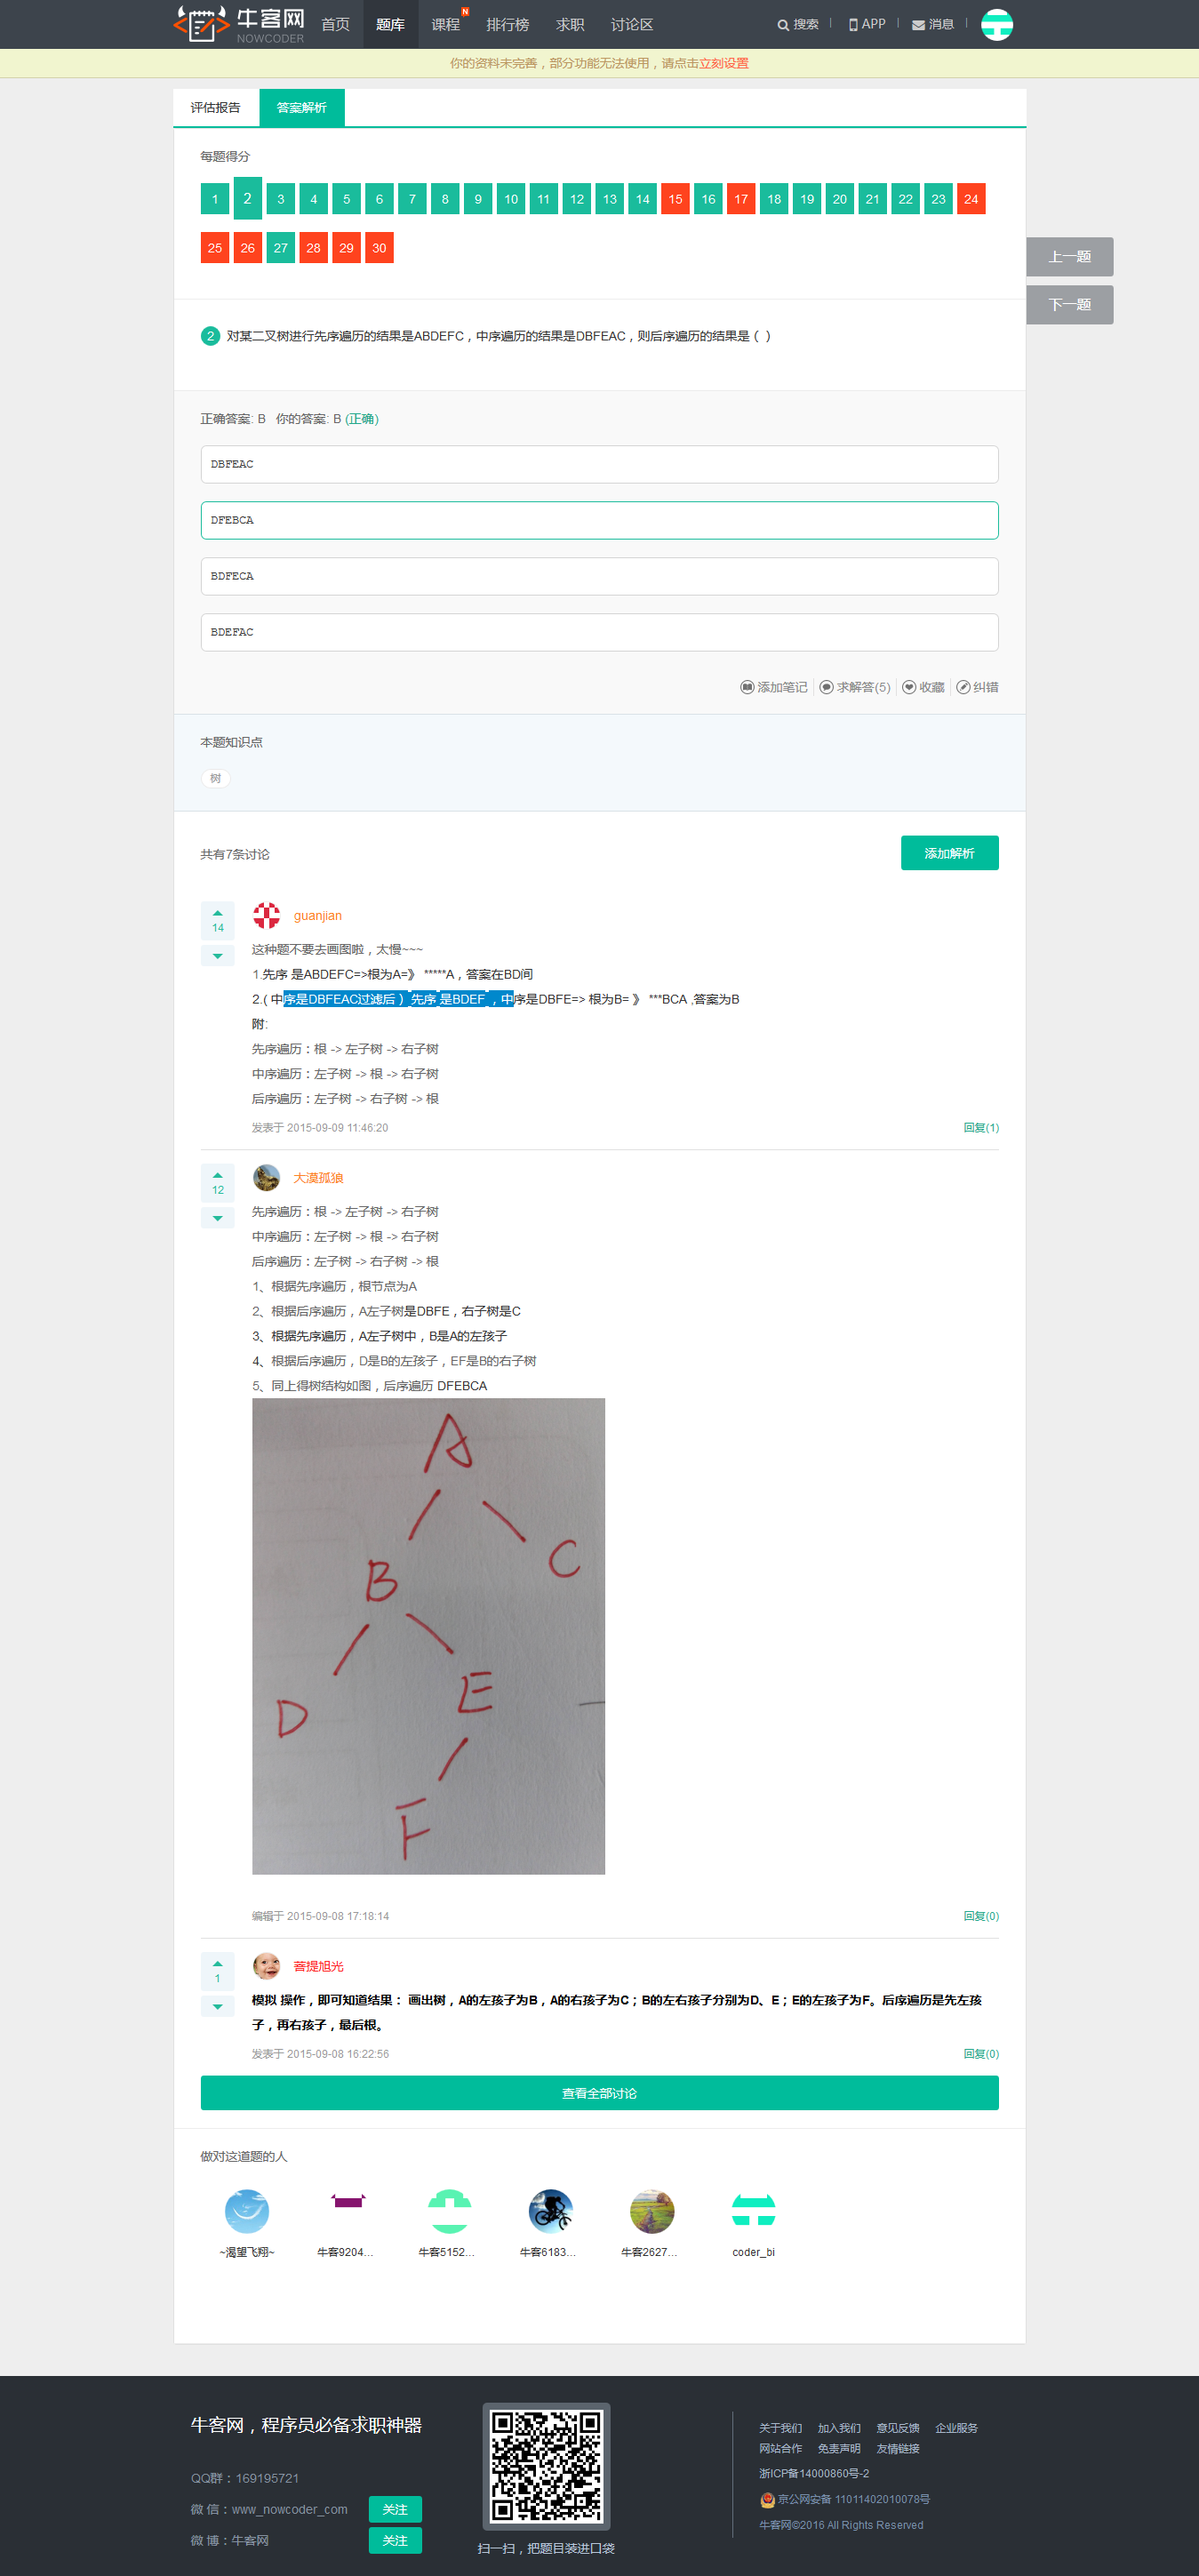 牛客网
NOWCODER
首页 题库 课程 N 排行榜 求职 讨论区 搜索 APP 消息
你的资料未完善，部分功能无法使用，请点击立刻设置
评估报告 答案解析
每题得分
1 2 3 4 5 6 7 8 9 10 11 12 13 14 15 16 17 18 19 20 21 22 23 24
25 26 27 28 29 30
上一题
下一题
2 对某二叉树进行先序遍历的结果是ABDEFC，中序遍历的结果是DBFEAC，则后序遍历的结果是（ ）
正确答案: B 你的答案: B (正确)
DBFEAC
DFEBCA
BDFECA
BDEFAC
添加笔记 求解答(5) 收藏 纠错
本题知识点
树
共有7条讨论 添加解析
14
guanjian
这种题不要去画图啦，太慢~~~
1.先序 是ABDEFC=>根为A=》 *****A，答案在BD间
2.( 中序是DBFEAC过滤后 ) 先序 是BDEF ，中序是DBFE=> 根为B= 》 ***BCA .答案为B
附:
先序遍历：根 -> 左子树 -> 右子树
中序遍历：左子树 -> 根 -> 右子树
后序遍历：左子树 -> 右子树 -> 根
发表于 2015-09-09 11:46:20 回复(1)
12
大漠孤狼
先序遍历：根 -> 左子树 -> 右子树
中序遍历：左子树 -> 根 -> 右子树
后序遍历：左子树 -> 右子树 -> 根
1、根据先序遍历，根节点为A
2、根据后序遍历，A左子树是DBFE，右子树是C
3、根据先序遍历，A左子树中，B是A的左孩子
4、根据后序遍历，D是B的左孩子，EF是B的右子树
5、同上得树结构如图，后序遍历 DFEBCA
A
C
B
E
D
F
编辑于 2015-09-08 17:18:14 回复(0)
1
菩提旭光
模拟 操作，即可知道结果： 画出树，A的左孩子为B，A的右孩子为C；B的左右孩子分别为D、E；E的左孩子为F。后序遍历是先左孩
子，再右孩子，最后根。
发表于 2015-09-08 16:22:56 回复(0)
查看全部讨论
做对这道题的人
~渴望飞翔~ 牛客9204... 牛客5152... 牛客6183... 牛客2627... coder_bi
牛客网，程序员必备求职神器
QQ群：169195721
微 信：www_nowcoder_com 关注
微 博：牛客网 关注
扫一扫，把题目装进口袋
关于我们 加入我们 意见反馈 企业服务
网站合作 免责声明 友情链接
浙ICP备14000860号-2
京公网安备 11011402010078号
牛客网©2016 All Rights Reserved